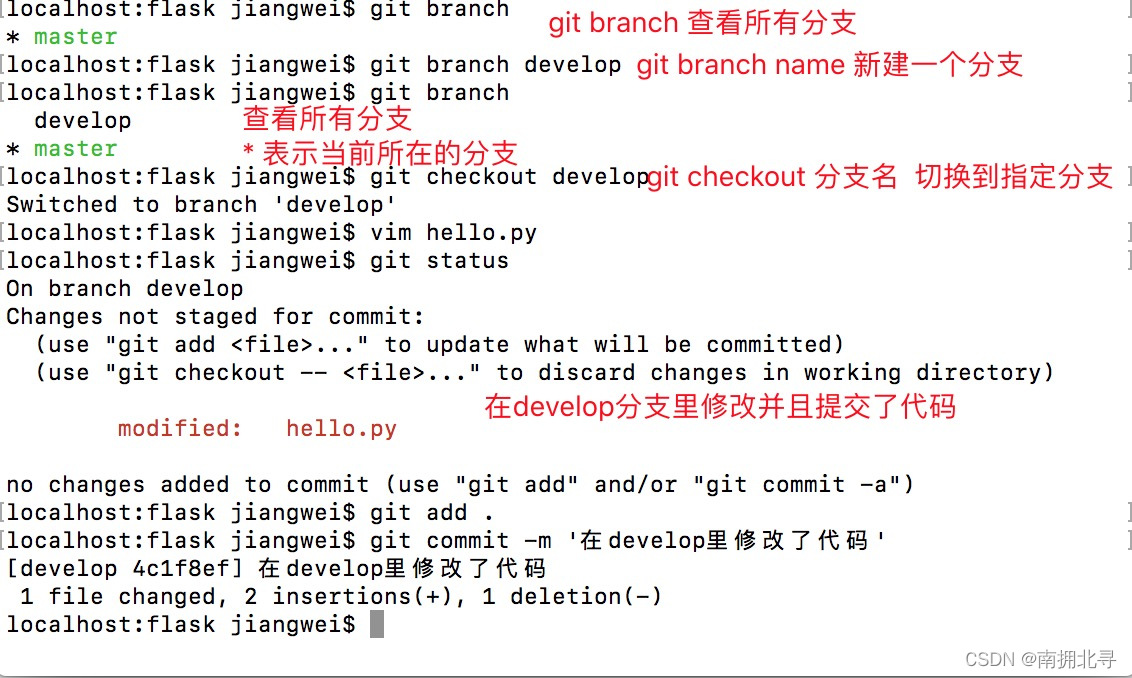 localhost:flask jiangwei$ git branch
git branch 查看所有分支
* master
localhost:flask jiangwei$ git branch develop
git branch name 新建一个分支
localhost:flask jiangwei$ git branch
develop
查看所有分支
* master
* 表示当前所在的分支
localhost:flask jiangwei$ git checkout develop
git checkout 分支名 切换到指定分支
Switched to branch 'develop'
localhost:flask jiangwei$ vim hello.py
localhost:flask jiangwei$ git status
On branch develop
Changes not staged for commit:
(use "git add <file>..." to update what will be committed)
(use "git checkout -- <file>..." to discard changes in working directory)
在develop分支里修改并且提交了代码
modified: hello.py
no changes added to commit (use "git add" and/or "git commit -a")
localhost:flask jiangwei$ git add .
localhost:flask jiangwei$ git commit -m '在develop里修改了代码'
[develop 4c1f8ef] 在develop里修改了代码
1 file changed, 2 insertions(+), 1 deletion(-)
localhost:flask jiangwei$
CSDN @南拥北寻